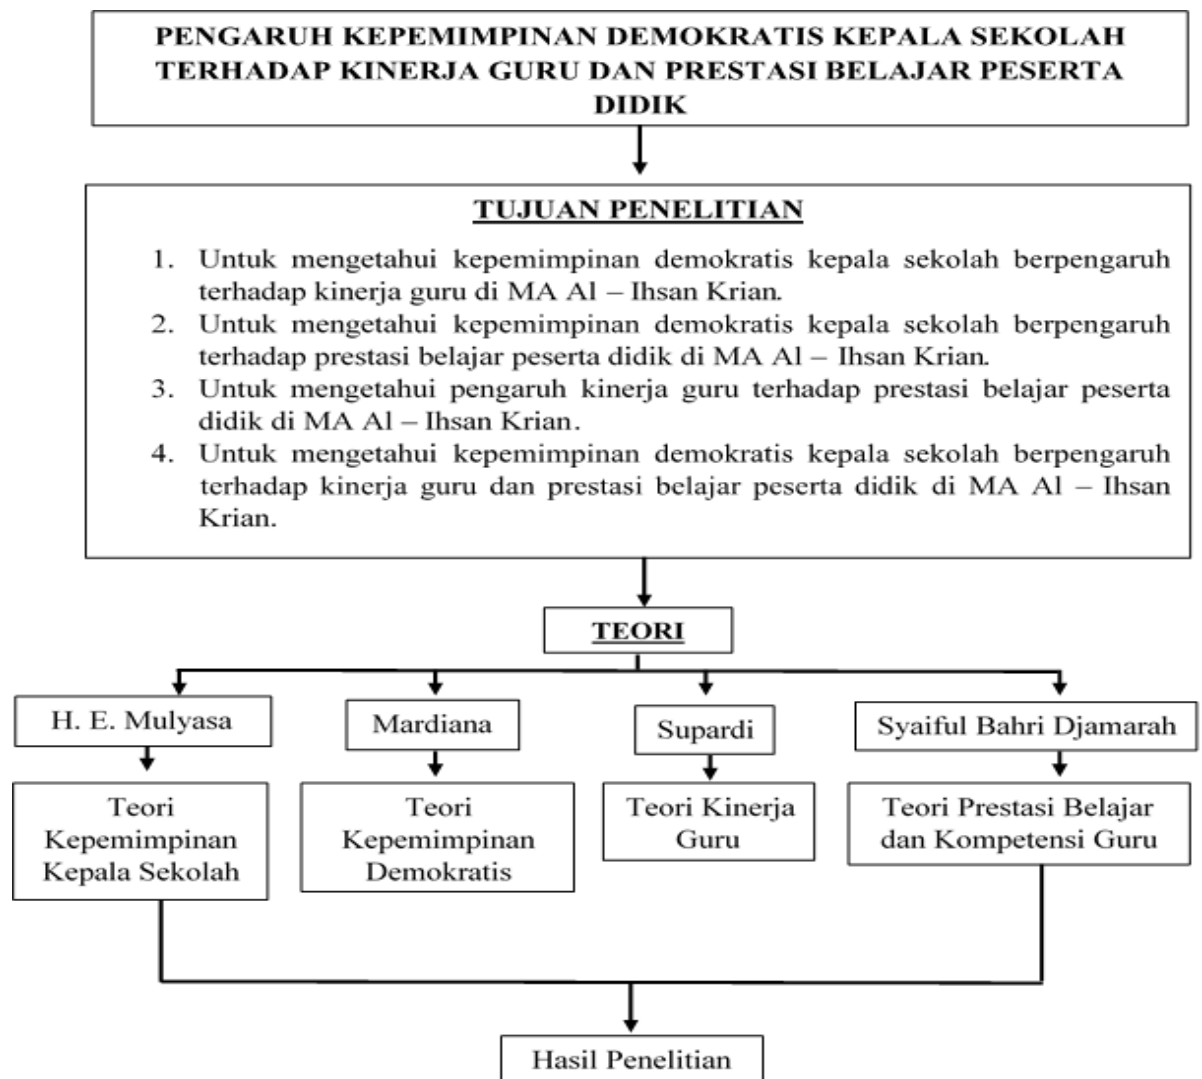 PENGARUH KEPEMIMPINAN DEMOKRATIS KEPALA SEKOLAH
TERHADAP KINERJA GURU DAN PRESTASI BELAJAR PESERTA
DIDIK
TUJUAN PENELITIAN
1. Untuk mengetahui kepemimpinan demokratis kepala sekolah berpengaruh
terhadap kinerja guru di MA Al – Ihsan Krian.
2. Untuk mengetahui kepemimpinan demokratis kepala sekolah berpengaruh
terhadap prestasi belajar peserta didik di MA Al – Ihsan Krian.
3. Untuk mengetahui pengaruh kinerja guru terhadap prestasi belajar peserta
didik di MA Al – Ihsan Krian.
4. Untuk mengetahui kepemimpinan demokratis kepala sekolah berpengaruh
terhadap kinerja guru dan prestasi belajar peserta didik di MA Al – Ihsan
Krian.
TEORI
H. E. Mulyasa
Mardiana
Supardi
Syaiful Bahri Djamarah
Teori
Kepemimpinan
Kepala Sekolah
Teori
Kepemimpinan
Demokratis
Teori Kinerja
Guru
Teori Prestasi Belajar
dan Kompetensi Guru
Hasil Penelitian